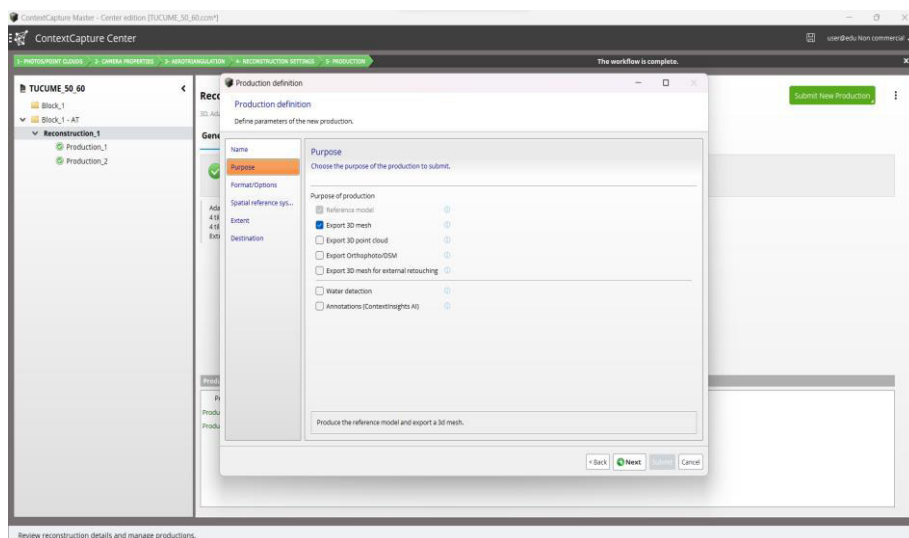 ContextCapture Master - Center edition [TUCUME_50_60.ccm*]
ContextCapture Center
user@edu Non commercial
1- PHOTOS/POINT CLOUDS 2- CAMERA PROPERTIES 3- AEROTRIANGULATION 4- RECONSTRUCTION SETTINGS 5- PRODUCTION
The workflow is complete.
TUCUME_50_60
Block_1
Block_1 - AT
Reconstruction_1
Production_1
Production_2
Submit New Production
Production definition
Production definition
Define parameters of the new production.
Name
Purpose
Format/Options
Spatial reference sys...
Extent
Destination
Purpose
Choose the purpose of the production to submit.
Purpose of production
Reference model
Export 3D mesh
Export 3D point cloud
Export Orthophoto/DSM
Export 3D mesh for external retouching
Water detection
Annotations (ContextInsights AI)
Produce the reference model and export a 3d mesh.
< Back Next Submit Cancel
Review reconstruction details and manage productions.